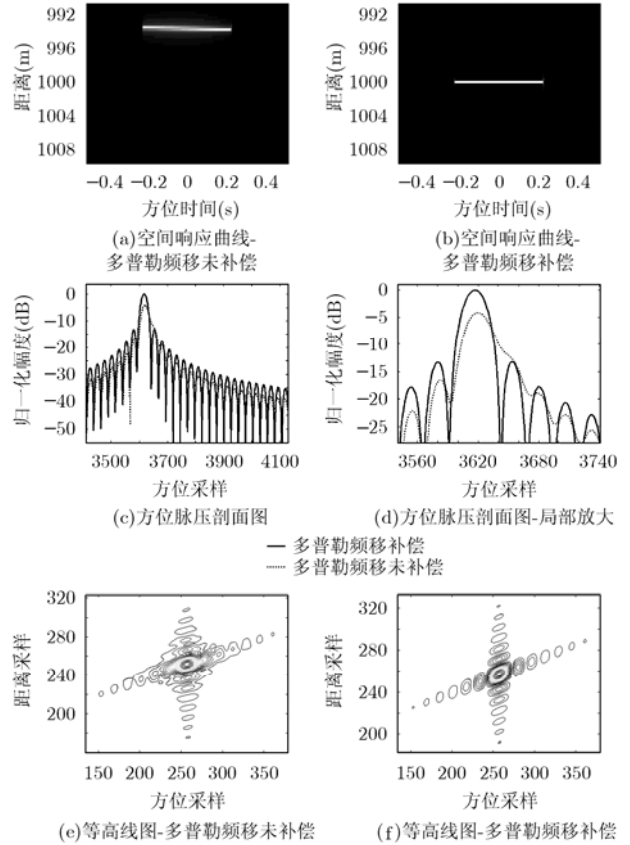 992
996
1000
1004
1008
距离(m)
−0.4 −0.2 0 0.2 0.4
方位时间(s)
(a)空间响应曲线-
多普勒频移未补偿
992
996
1000
1004
1008
距离(m)
−0.4 −0.2 0 0.2 0.4
方位时间(s)
(b)空间响应曲线-
多普勒频移补偿
0
−10
−20
−30
−40
−50
归一化幅度(dB)
3500 3700 3900 4100
方位采样
(c)方位脉压剖面图
0
−5
−10
−15
−20
−25
归一化幅度(dB)
3560 3620 3680 3740
方位采样
(d)方位脉压剖面图-局部放大
多普勒频移补偿
多普勒频移未补偿
320
280
240
200
距离采样
150 200 250 300 350
方位采样
(e)等高线图-多普勒频移未补偿
320
280
240
200
180
距离采样
150 200 250 300 350
方位采样
(f)等高线图-多普勒频移补偿